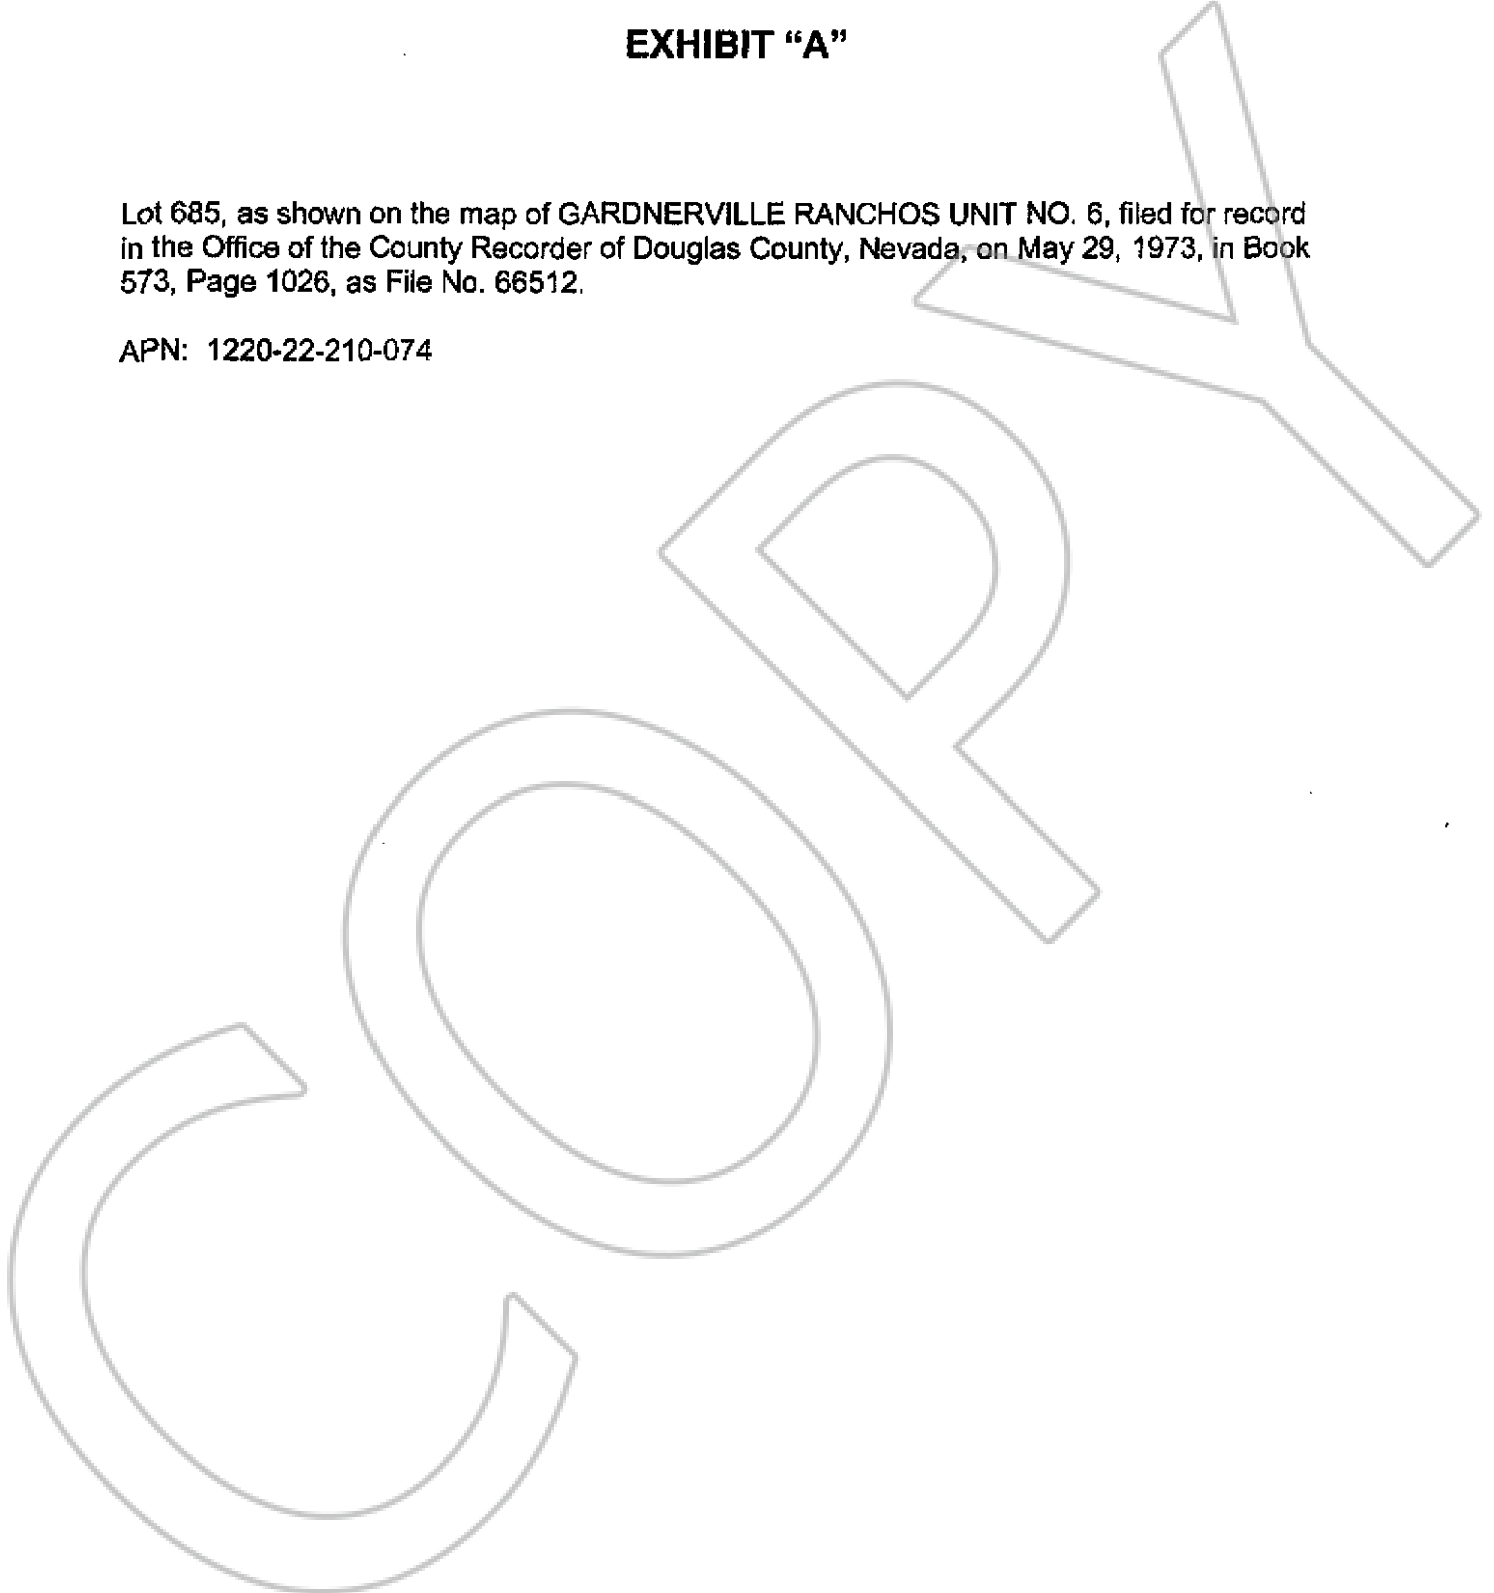 EXHIBIT “A”
Lot 685, as shown on the map of GARDNERVILLE RANCHOS UNIT NO. 6, filed for record
in the Office of the County Recorder of Douglas County, Nevada, on May 29, 1973, in Book
573, Page 1026, as File No. 66512.
APN: 1220-22-210-074
COPY